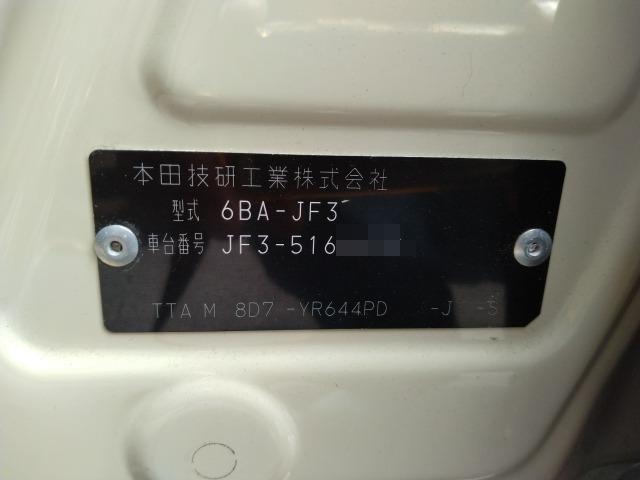 本田技研工業株式会社
型式 6BA-JF3
車台番号 JF3-516
TTA M 8D7 -YR644PD -J -S